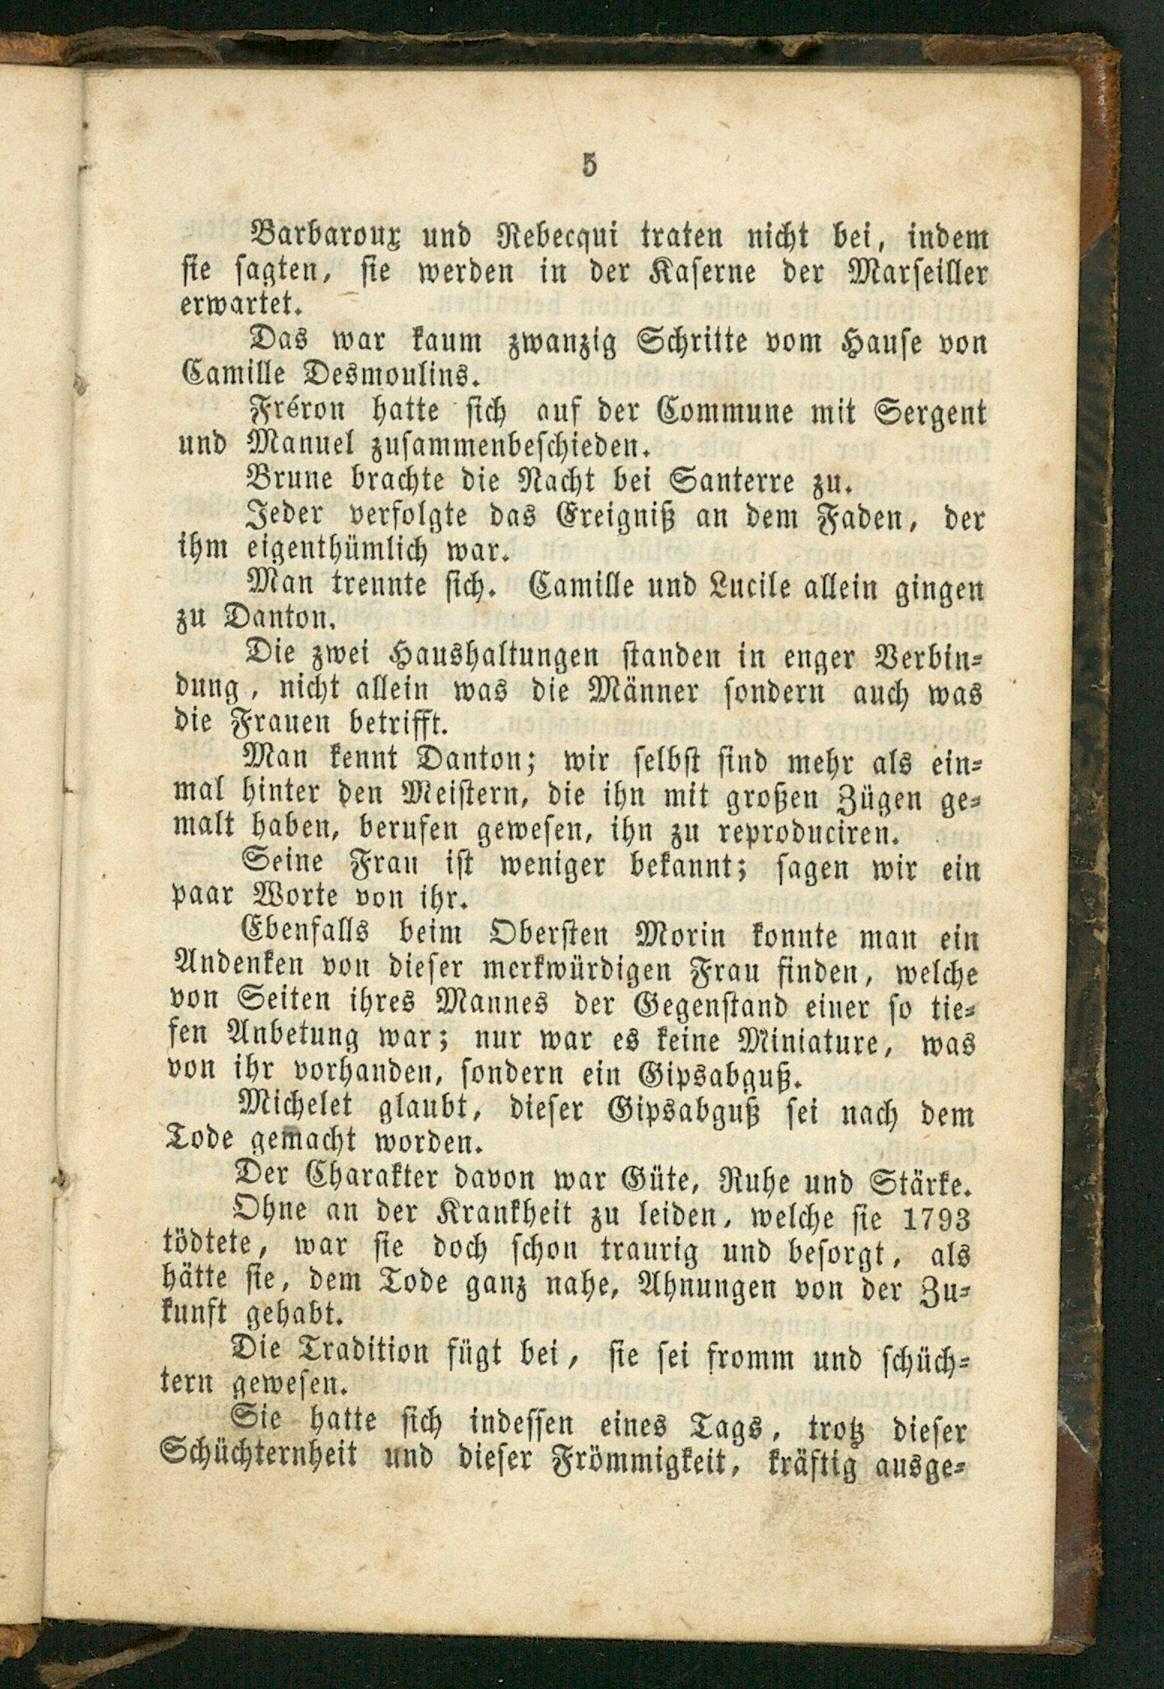 5
Barbaroux und Rebecqui traten nicht bei, indem
sie sagten, sie werden in der Kaserne der Marseiller
erwartet.
Das war kaum zwanzig Schritte vom Hause von
Camille Desmoulins.
Fréron hatte sich auf der Commune mit Sergent
und Manuel zusammenbeschieden.
Brune brachte die Nacht bei Santerre zu.
Jeder verfolgte das Ereigniß an dem Faden, der
ihm eigenthümlich war.
Man trennte sich. Camille und Lucile allein gingen
zu Danton.
Die zwei Haushaltungen standen in enger Verbin-
dung, nicht allein was die Männer sondern auch was
die Frauen betrifft.
Man kennt Danton; wir selbst sind mehr als ein-
mal hinter den Meistern, die ihn mit großen Zügen ge-
malt haben, berufen gewesen, ihn zu reproduciren.
Seine Frau ist weniger bekannt; sagen wir ein
paar Worte von ihr.
Ebenfalls beim Obersten Morin konnte man ein
Andenken von dieser merkwürdigen Frau finden, welche
von Seiten ihres Mannes der Gegenstand einer so tie-
fen Anbetung war; nur war es keine Miniature, was
von ihr vorhanden, sondern ein Gipsabguß.
Michelet glaubt, dieser Gipsabguß sei nach dem
Tode gemacht worden.
Der Charakter davon war Güte, Ruhe und Stärke.
Ohne an der Krankheit zu leiden, welche sie 1793
tödtete, war sie doch schon traurig und besorgt, als
hätte sie, dem Tode ganz nahe, Ahnungen von der Zu-
kunft gehabt.
Die Tradition fügt bei, sie sei fromm und schüch-
tern gewesen.
Sie hatte sich indessen eines Tags, trotz dieser
Schüchternheit und dieser Frömmigkeit, kräftig ausge-